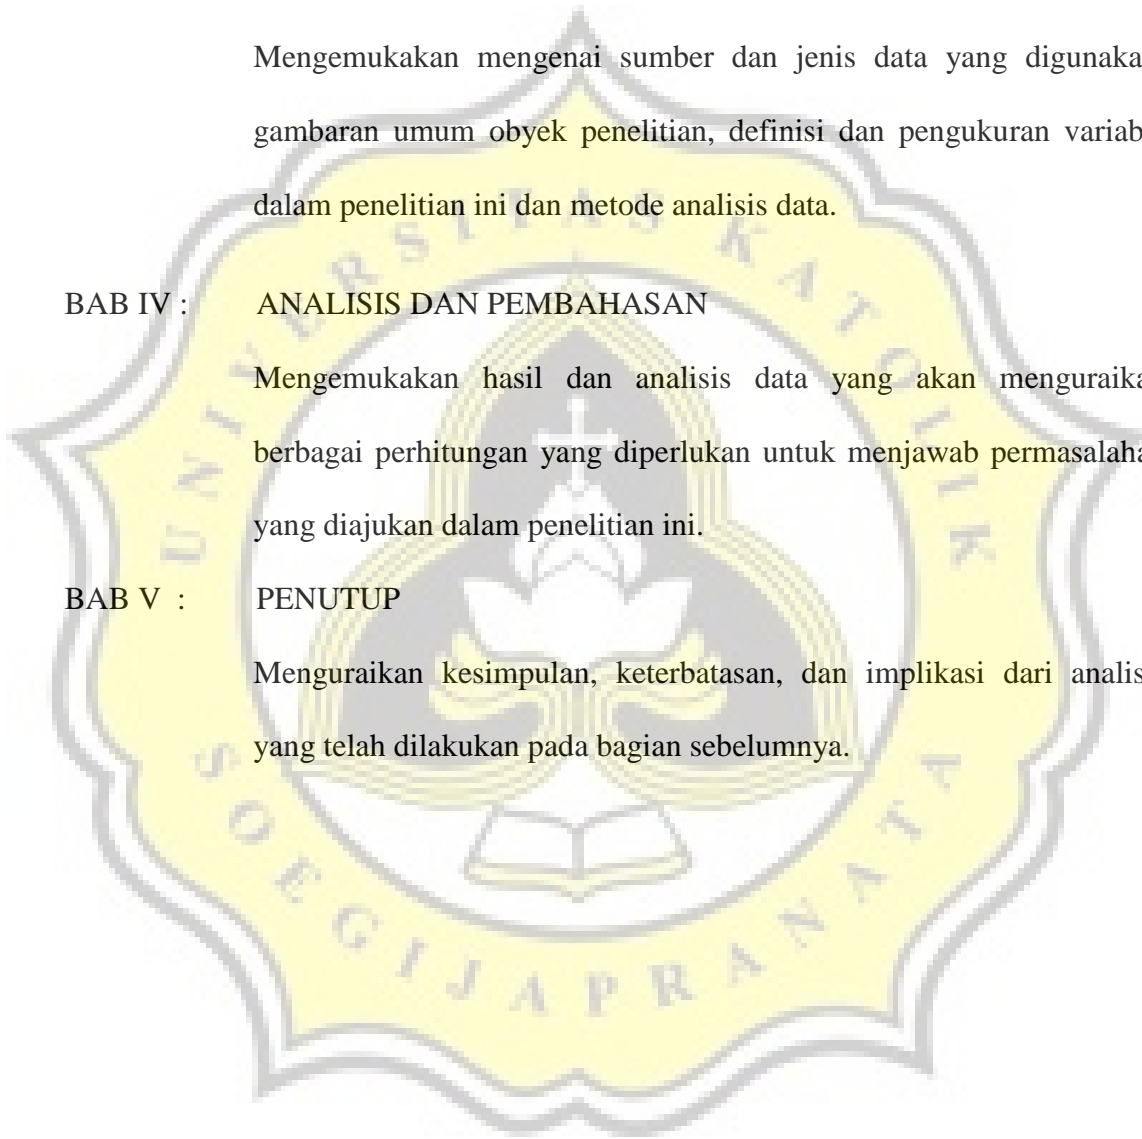 Mengemukakan mengenai sumber dan jenis data yang digunaka
gambaran umum obyek penelitian, definisi dan pengukuran variab
dalam penelitian ini dan metode analisis data.
BAB IV : ANALISIS DAN PEMBAHASAN
Mengemukakan hasil dan analisis data yang akan menguraika
berbagai perhitungan yang diperlukan untuk menjawab permasalaha
yang diajukan dalam penelitian ini.
BAB V : PENUTUP
Menguraikan kesimpulan, keterbatasan, dan implikasi dari analis
yang telah dilakukan pada bagian sebelumnya.
UNIVERSITAS KATOLIK
SOEGIJAPRANATA